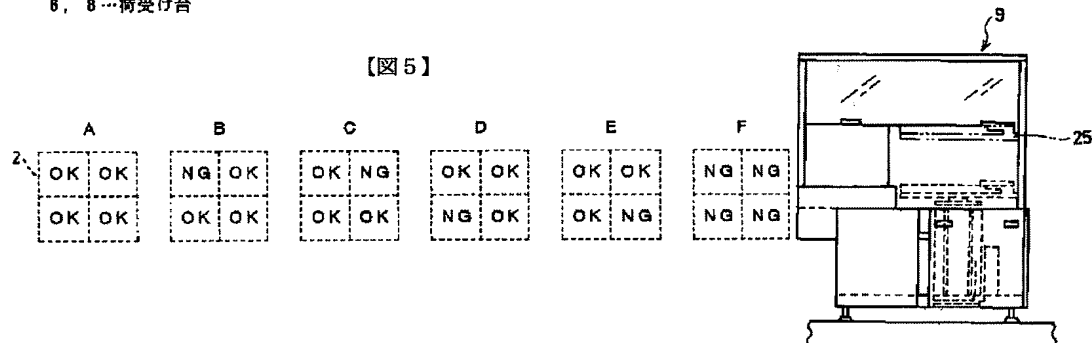 6, 8…荷受け台
【図5】
9
A B C D E F
2
OK OK NG OK OK NG OK OK OK OK NG NG
25
OK OK OK OK OK OK NG OK OK NG NG NG